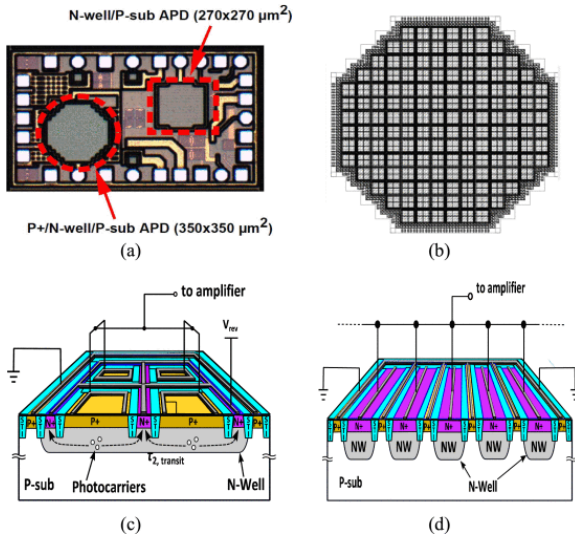 N-well/P-sub APD (270x270 µm²)
P+/N-well/P-sub APD (350x350 µm²)
(a)
(b)
to amplifier
Vrev
P+ N+ P+ N+ P+ N+ P+
P-sub
Photocarriers
τ2, transit
N-Well
(c)
to amplifier
P+ N+ N+ N+ N+ N+ P+
NW NW NW NW NW
P-sub
N-Well
(d)